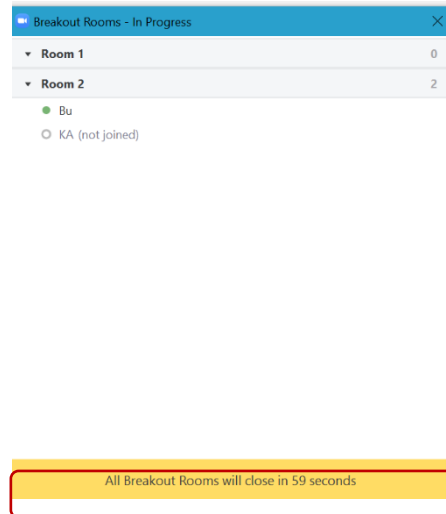 Breakout Rooms - In Progress
Room 1 0
Room 2 2
Bu
KA (not joined)
All Breakout Rooms will close in 59 seconds